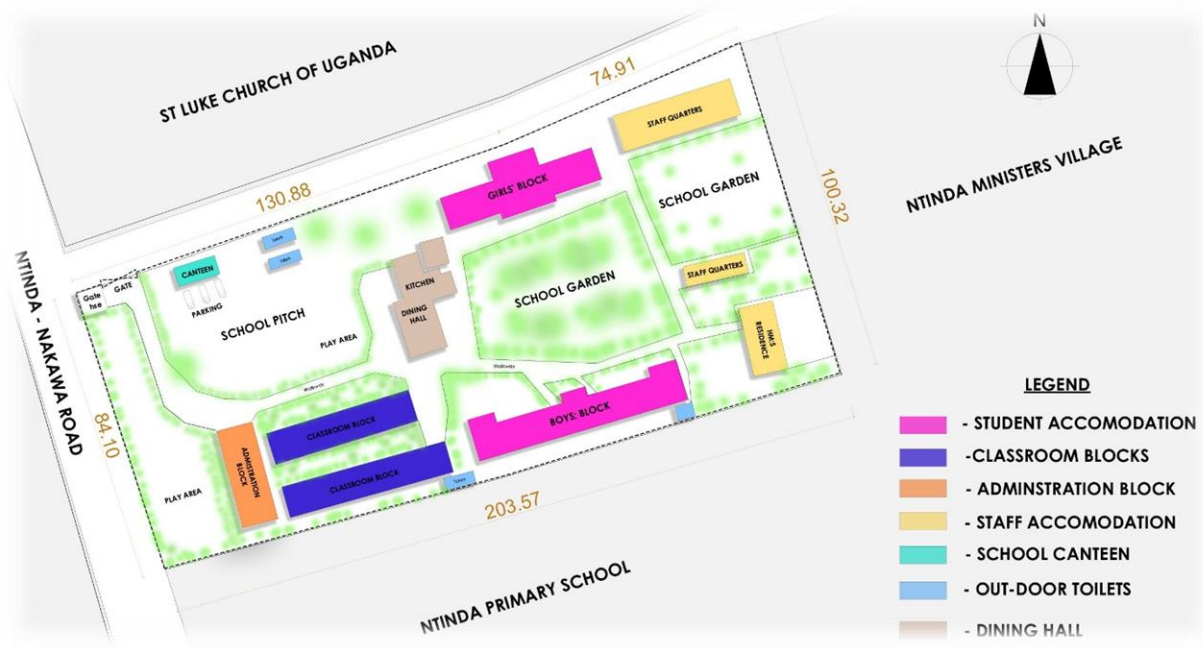 ST LUKE CHURCH OF UGANDA
N
74.91
130.88
100.32
84.10
203.57
NTINDA MINISTERS VILLAGE
NTINDA - NAKAWA ROAD
NTINDA PRIMARY SCHOOL
STAFF QUARTERS
GIRLS' BLOCK
SCHOOL GARDEN
STAFF QUARTERS
HM:S
RESIDENCE
SCHOOL GARDEN
KITCHEN
DINING
HALL
CANTEEN
PARKING
Gate
hse
GATE
SCHOOL PITCH
PLAY AREA
CLASSROOM BLOCK
CLASSROOM BLOCK
ADMISTRATION
BLOCK
PLAY AREA
BOYS: BLOCK
LEGEND
- STUDENT ACCOMODATION
-CLASSROOM BLOCKS
- ADMINSTRATION BLOCK
- STAFF ACCOMODATION
- SCHOOL CANTEEN
- OUT-DOOR TOILETS
- DINING HALL